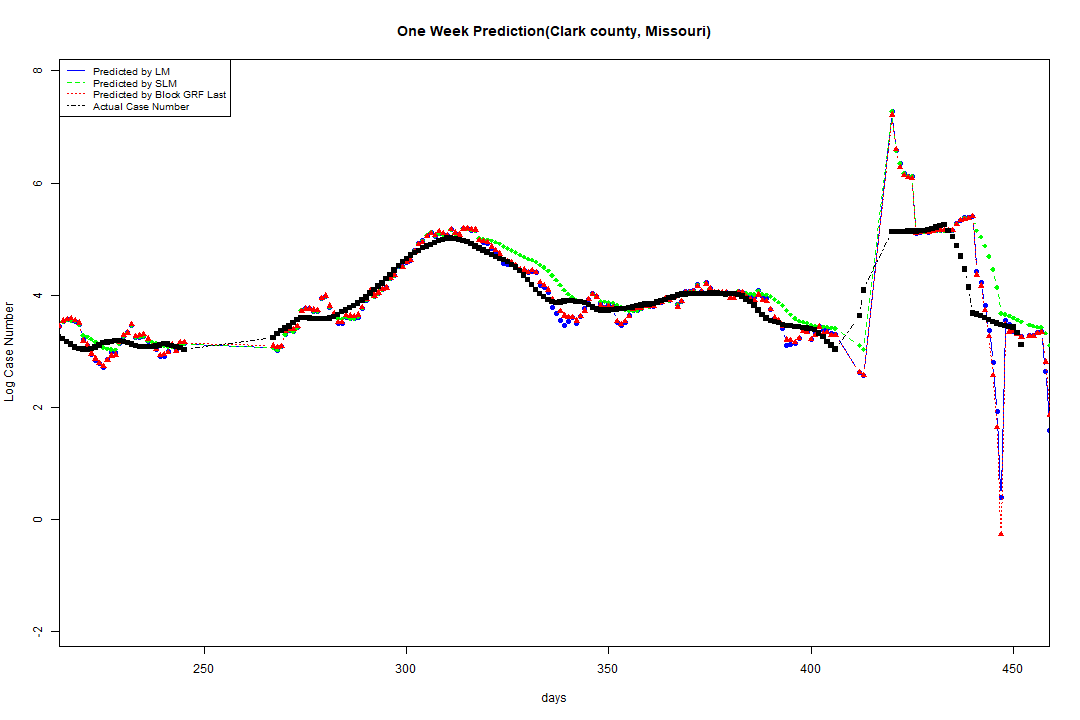 One Week Prediction(Clark county, Missouri)
Predicted by LM
Predicted by SLM
Predicted by Block GRF Last
Actual Case Number
8
6
4
2
0
-2
Log Case Number
250
300
350
400
450
days